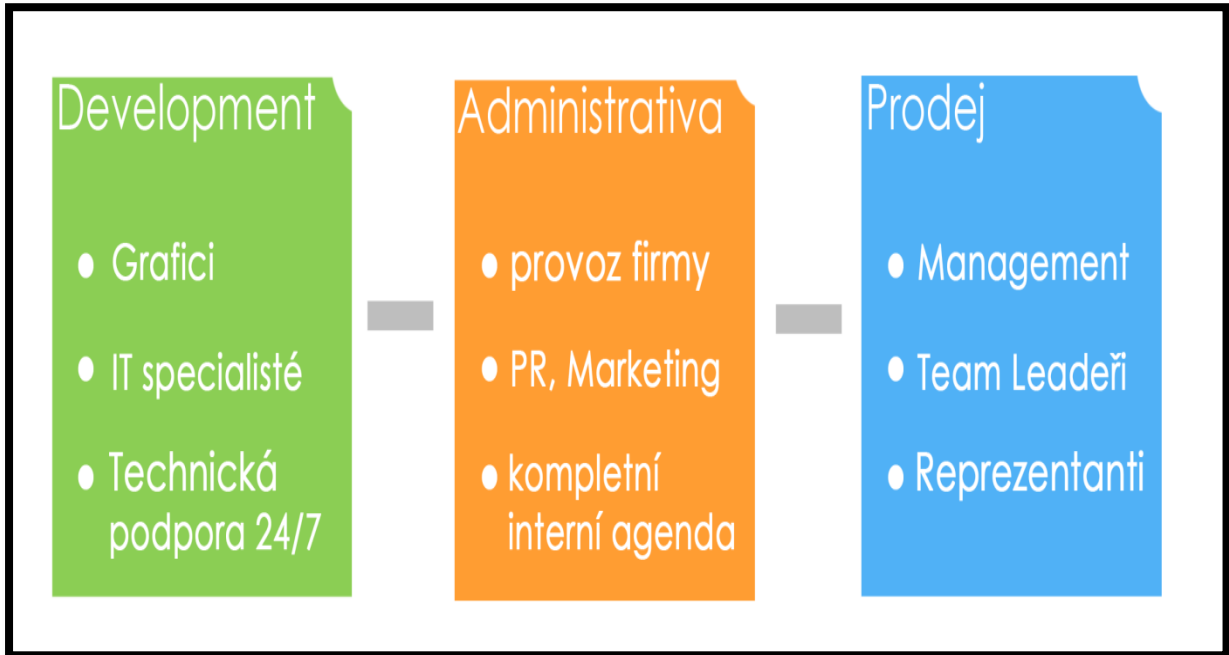 Development
• Grafici
• IT specialisté
• Technická
podpora 24/7
Administrativa
• provoz firmy
• PR, Marketing
• kompletní
interní agenda
Prodej
• Management
• Team Leadeři
• Reprezentanti